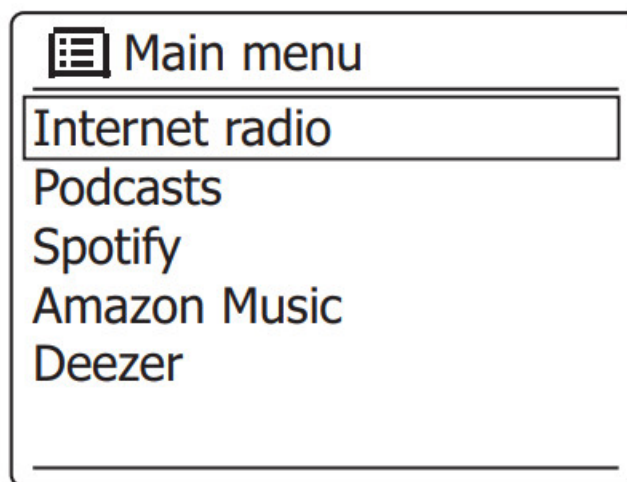 Main menu
Internet radio
Podcasts
Spotify
Amazon Music
Deezer